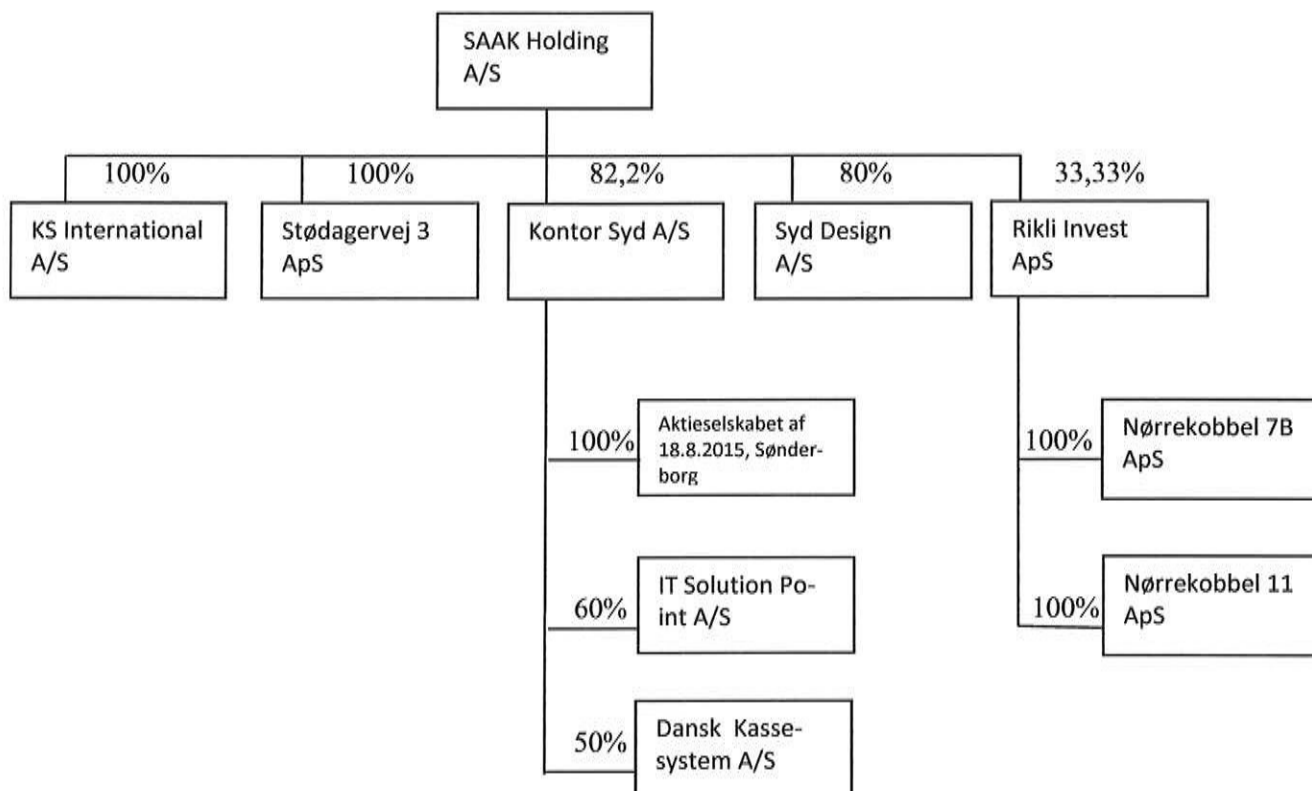 SAAK Holding
A/S
100%
100%
82,2%
80%
33,33%
KS International
A/S
Stødagervej 3
ApS
Kontor Syd A/S
Syd Design
A/S
Rikli Invest
ApS
100%
Aktieselskabet af
18.8.2015, Sønder-
borg
100%
Nørrekobbel 7B
ApS
60%
IT Solution Po-
int A/S
100%
Nørrekobbel 11
ApS
50%
Dansk Kasse-
system A/S